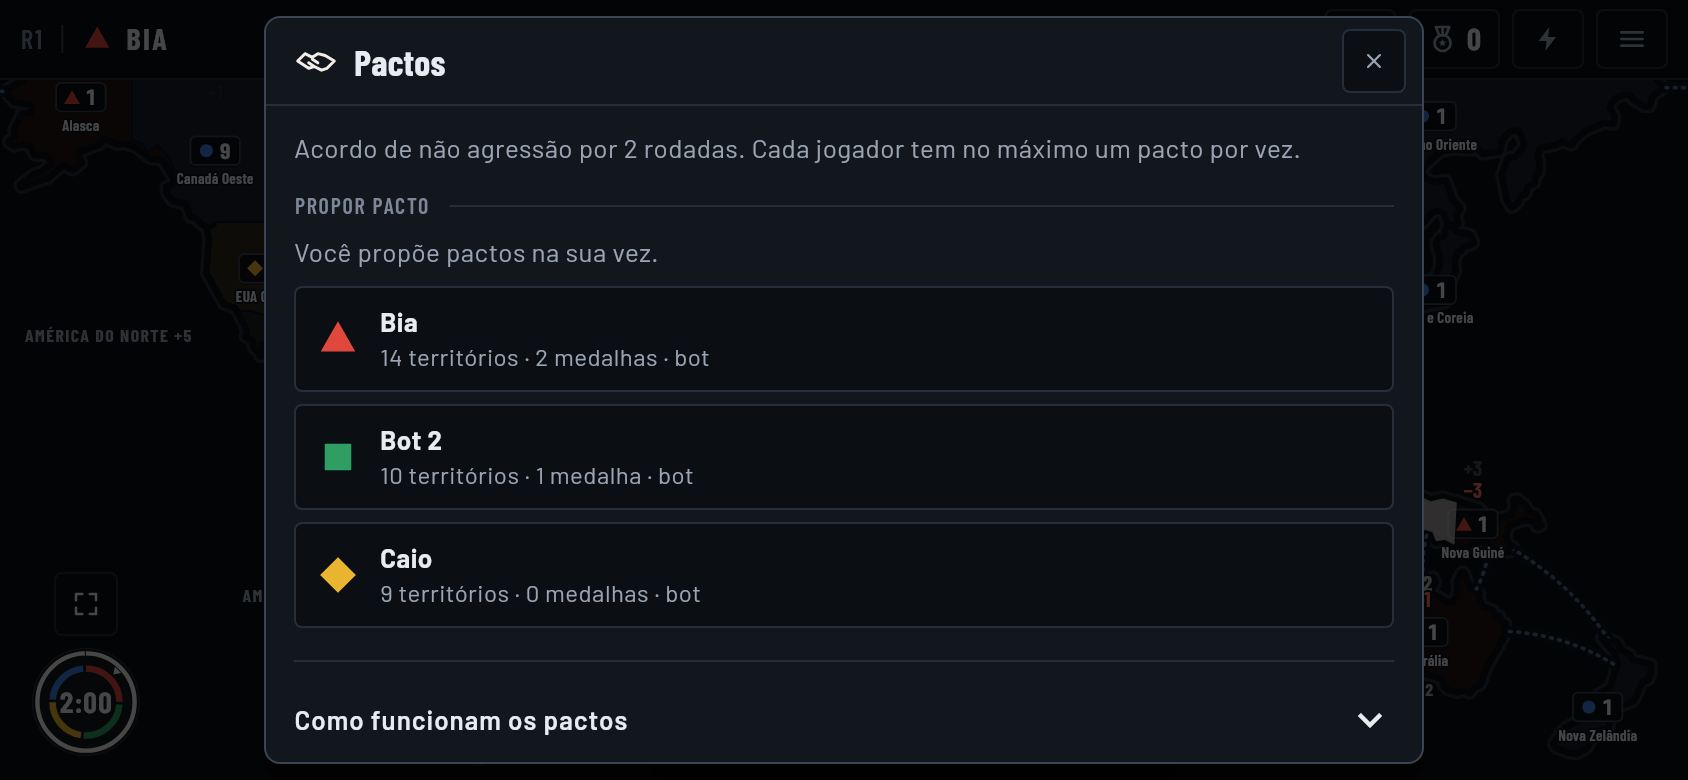 R1
BIA
Pactos
0
1
Alasca
9
Canadá Oeste
AMÉRICA DO NORTE +5
Acordo de não agressão por 2 rodadas. Cada jogador tem no máximo um pacto por vez.
PROPOR PACTO
Você propõe pactos na sua vez.
Bia
14 territórios · 2 medalhas · bot
Bot 2
10 territórios · 1 medalha · bot
Caio
9 territórios · 0 medalhas · bot
Como funcionam os pactos
2:00
1
Oriente
1
e Coreia
+3
−3
1
Nova Guiné
1
2
1
Nova Zelândia